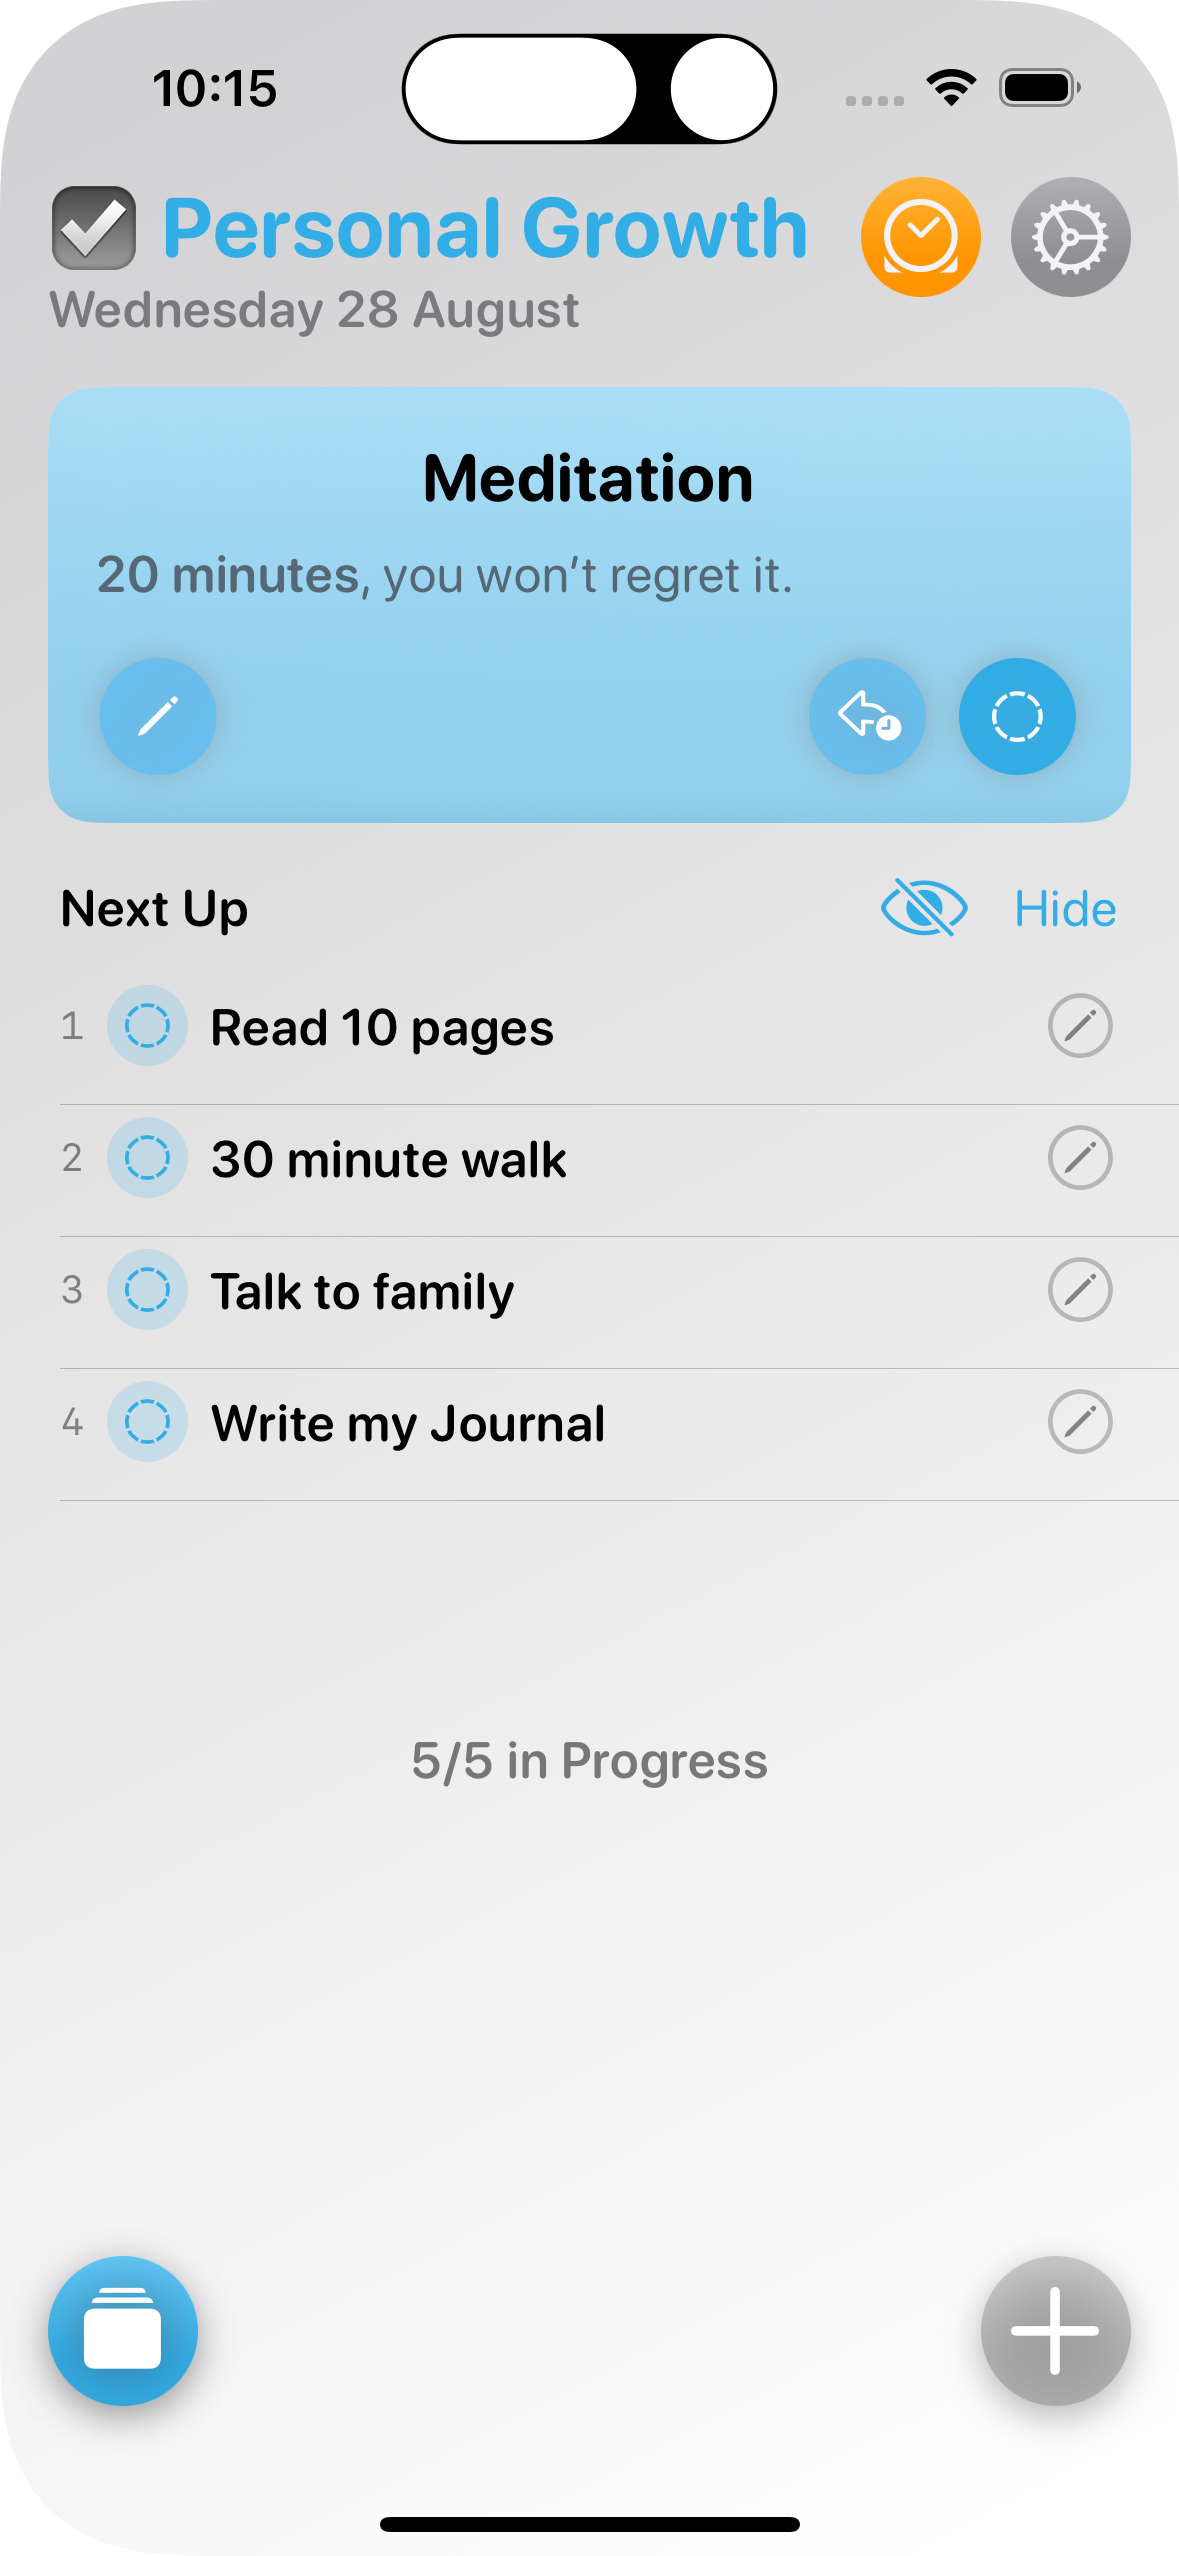 10:15
Personal Growth
Wednesday 28 August
Meditation
20 minutes, you won't regret it.
Next Up
Hide
1 Read 10 pages
2 30 minute walk
3 Talk to family
4 Write my Journal
5/5 in Progress